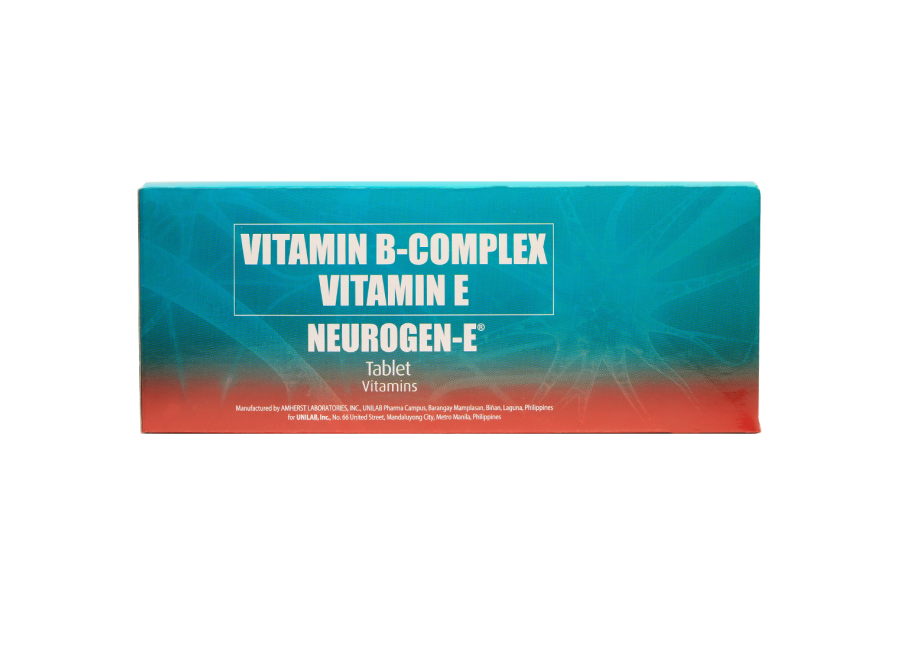 VITAMIN B-COMPLEX
VITAMIN E
NEUROGEN-E®
Tablet
Vitamins
Manufactured by AMHERST LABORATORIES, INC., UNILAB Pharma Campus, Barangay Mamplasan, Biñan, Laguna, Philippines
for UNILAB, Inc., No. 66 United Street, Mandaluyong City, Metro Manila, Philippines